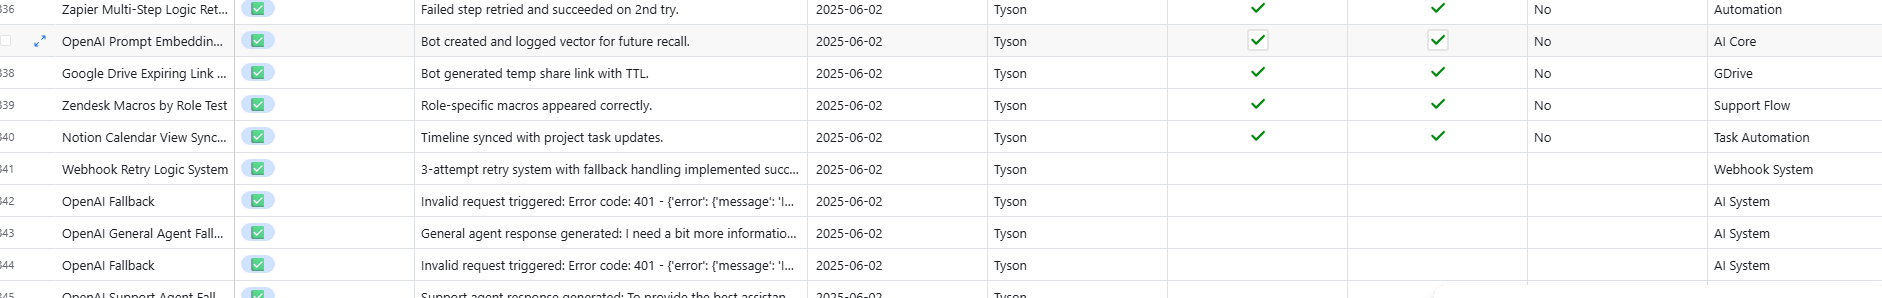 336 Zapier Multi-Step Logic Ret... ✅ Failed step retried and succeeded on 2nd try. 2025-06-02 Tyson ✓ ✓ No Automation
OpenAI Prompt Embeddin... ✅ Bot created and logged vector for future recall. 2025-06-02 Tyson ✓ ✓ No AI Core
338 Google Drive Expiring Link ... ✅ Bot generated temp share link with TTL. 2025-06-02 Tyson ✓ ✓ No GDrive
339 Zendesk Macros by Role Test ✅ Role-specific macros appeared correctly. 2025-06-02 Tyson ✓ ✓ No Support Flow
340 Notion Calendar View Sync... ✅ Timeline synced with project task updates. 2025-06-02 Tyson ✓ ✓ No Task Automation
341 Webhook Retry Logic System ✅ 3-attempt retry system with fallback handling implemented succ... 2025-06-02 Tyson Webhook System
342 OpenAI Fallback ✅ Invalid request triggered: Error code: 401 - {'error': {'message': 'I... 2025-06-02 Tyson AI System
343 OpenAI General Agent Fall... ✅ General agent response generated: I need a bit more informatio... 2025-06-02 Tyson AI System
344 OpenAI Fallback ✅ Invalid request triggered: Error code: 401 - {'error': {'message': 'I... 2025-06-02 Tyson AI System
345 OpenAI Support Agent Fall... ✅ Support agent response generated: To provide the best assistan... 2025-06-02 Tyson